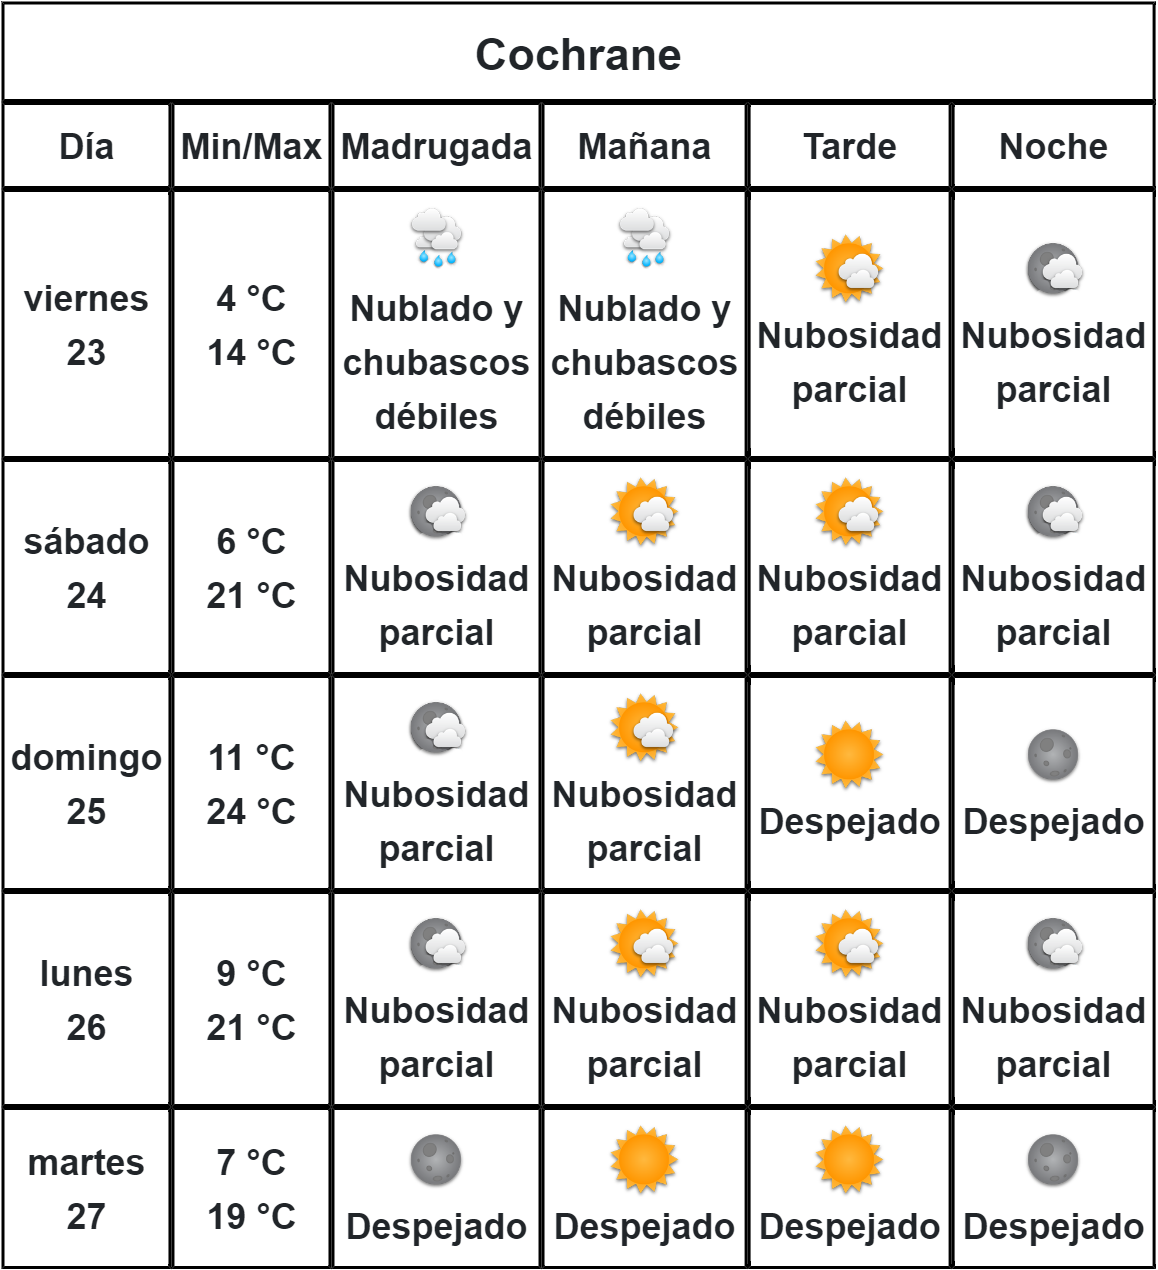 Cochrane
Día Min/Max Madrugada Mañana Tarde Noche
viernes
23
4 °C
14 °C
Nublado y
chubascos
débiles
Nublado y
chubascos
débiles
Nubosidad
parcial
Nubosidad
parcial
sábado
24
6 °C
21 °C
Nubosidad
parcial
Nubosidad
parcial
Nubosidad
parcial
Nubosidad
parcial
domingo
25
11 °C
24 °C
Nubosidad
parcial
Nubosidad
parcial
Despejado
Despejado
lunes
26
9 °C
21 °C
Nubosidad
parcial
Nubosidad
parcial
Nubosidad
parcial
Nubosidad
parcial
martes
27
7 °C
19 °C
Despejado
Despejado
Despejado
Despejado